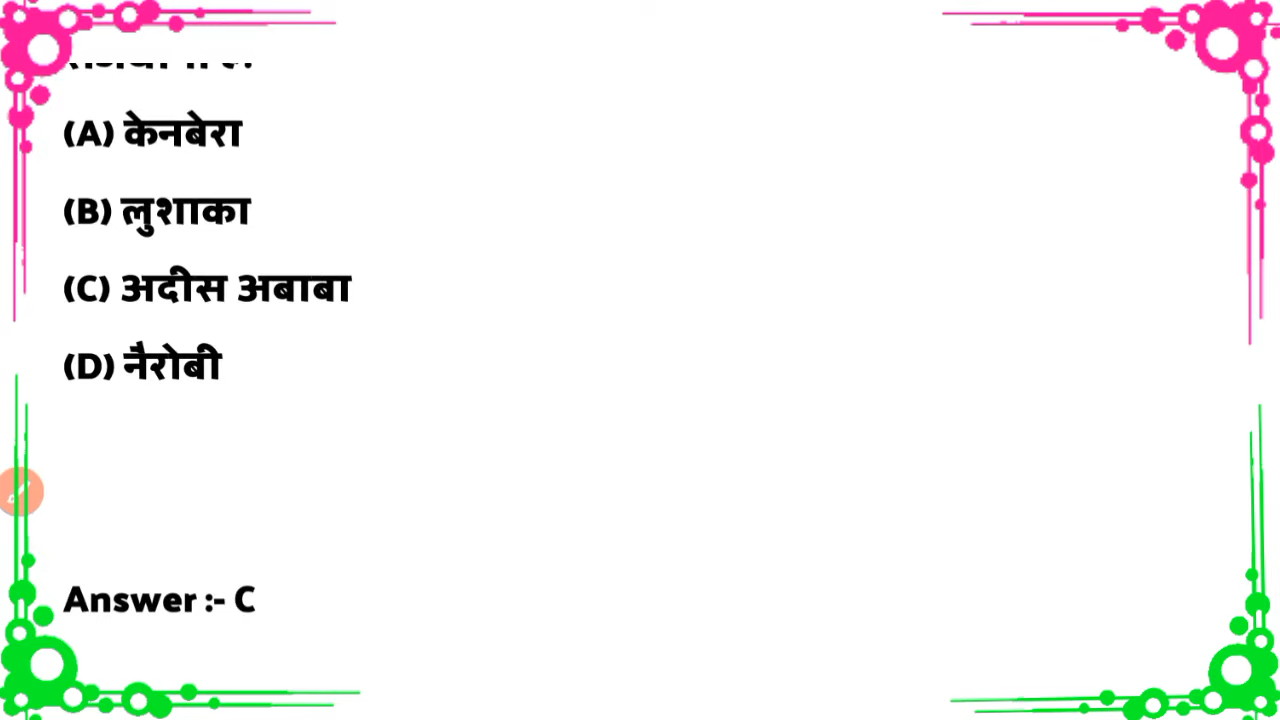 (A) केनबेरा
(B) लुशाका
(C) अदीस अबाबा
(D) नैरोबी
Answer :- C